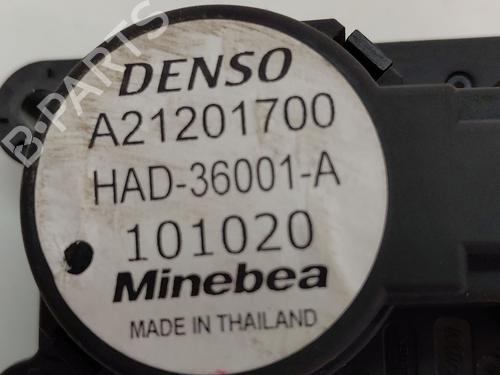 DENSO
A21201700
HAD-36001-A
101020
Minebea
MADE IN THAILAND
B-PARTS